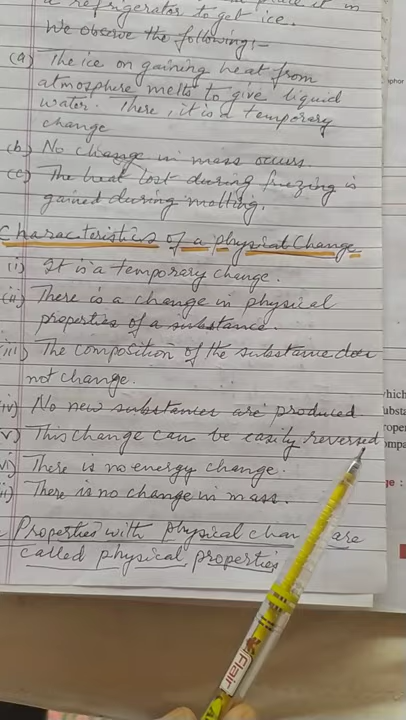 a refrigerator to get ice.
We observe the following:-
(a) The ice on gaining heat from
atmosphere melts to give liquid
water. There, it is a temporary
change
(b) No change in mass occurs.
(c) The heat lost during freezing is
gained during melting.
Characteristics of a physical Change
(i) It is a temporary change.
(ii) There is a change in physical
properties of a substance.
(iii) The composition of the substance does
not change.
(iv) No new substances are produced
(v) This change can be easily reversed
(vi) There is no energy change.
ii) There is no change in mass.
Properties with physical chan are
called physical properties
Flair